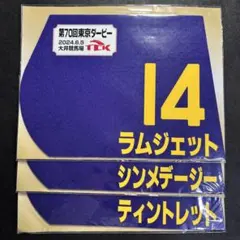 第70回東京ダービー
2024.6.5
大井競馬場
TCK
14
ラムジェット
シンメデージー
ティントレット